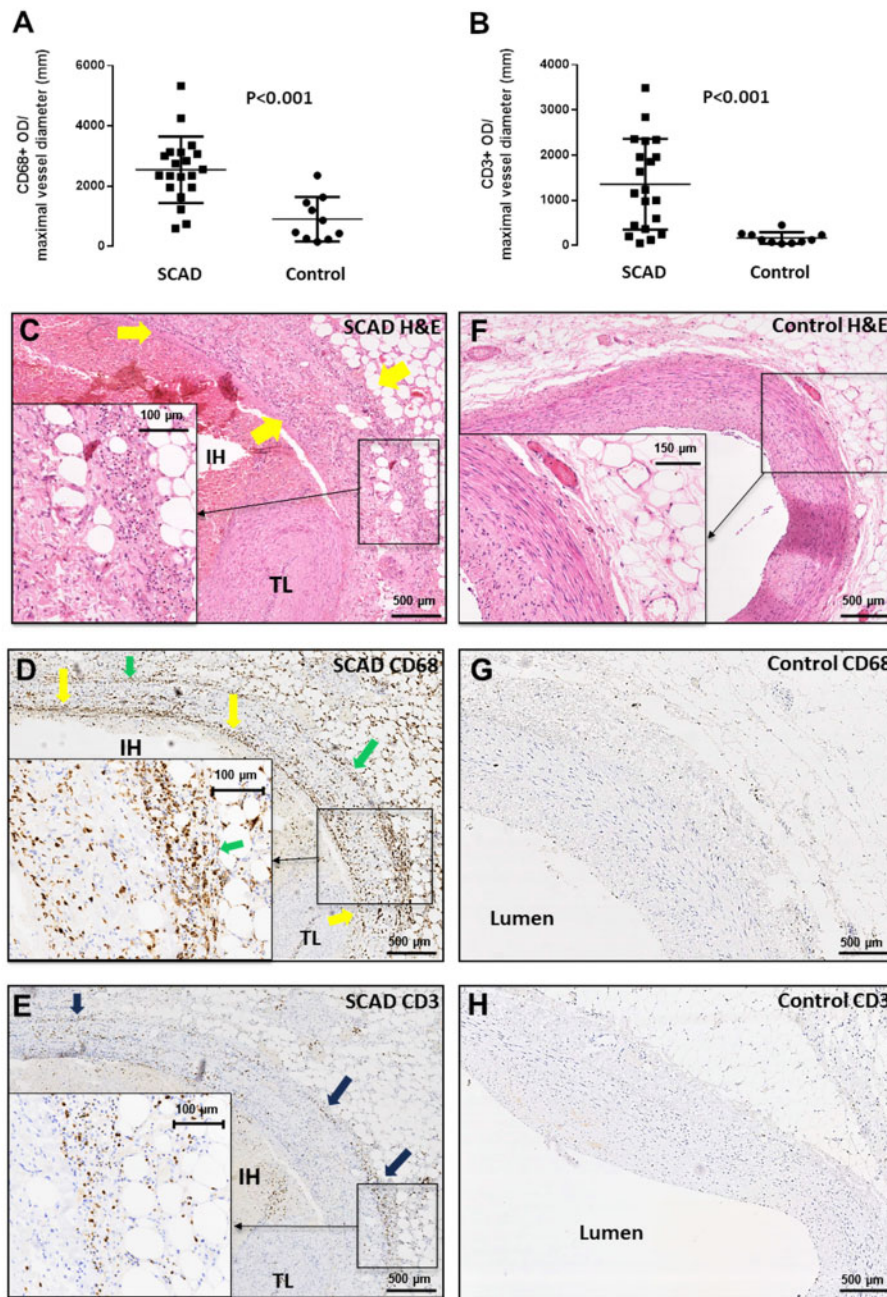 A
CD68+ OD/
maximal vessel diameter (mm)
6000
4000
2000
0
P<0.001
SCAD
Control
B
CD3+ OD/
maximal vessel diameter (mm)
4000
3000
2000
1000
0
P<0.001
SCAD
Control
C
SCAD H&E
100 µm
IH
TL
500 µm
F
Control H&E
150 µm
500 µm
D
SCAD CD68
IH
100 µm
TL
500 µm
G
Control CD68
Lumen
500 µm
E
SCAD CD3
100 µm
IH
TL
500 µm
H
Control CD3
Lumen
500 µm